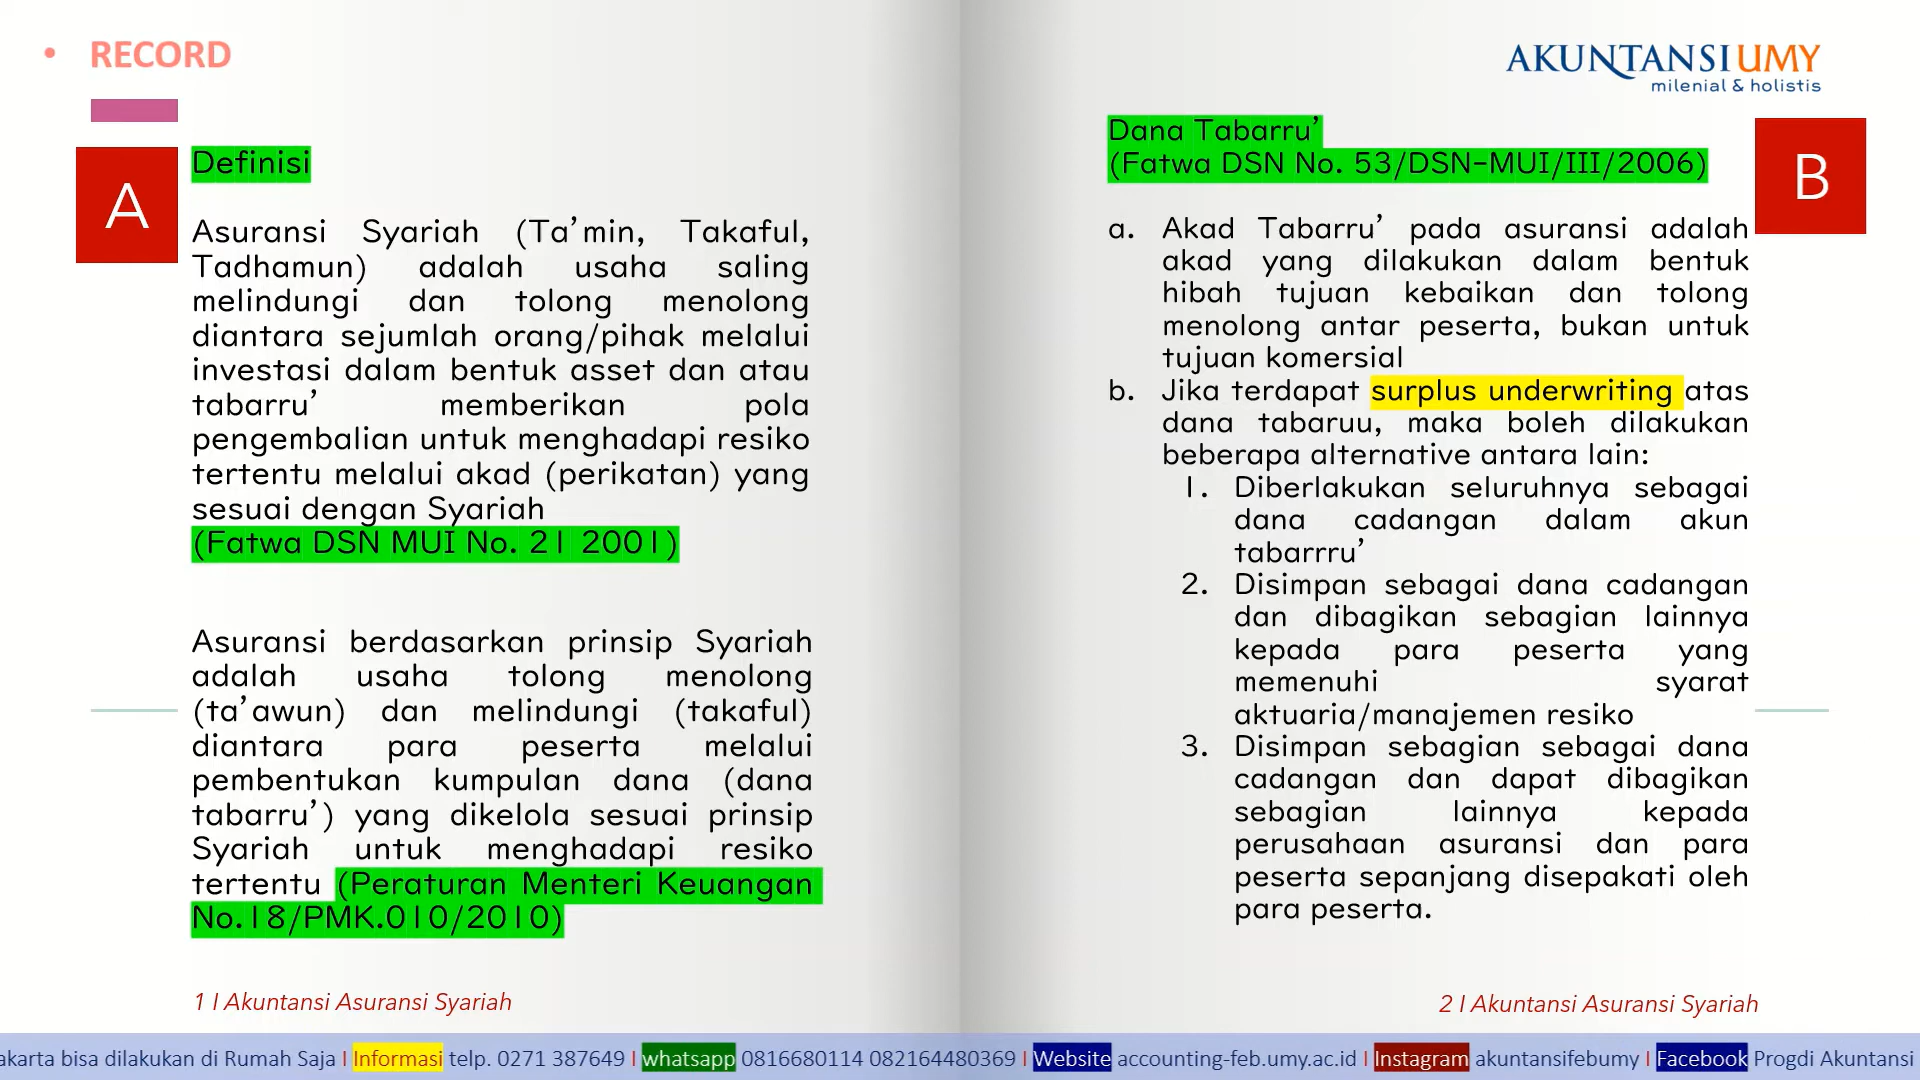 • RECORD
AKUNTANSI UMY
milenial & holistis
A
Definisi
Asuransi Syariah (Ta’min, Takaful,
Tadhamun) adalah usaha saling
melindungi dan tolong menolong
diantara sejumlah orang/pihak melalui
investasi dalam bentuk asset dan atau
tabarru’ memberikan pola
pengembalian untuk menghadapi resiko
tertentu melalui akad (perikatan) yang
sesuai dengan Syariah
(Fatwa DSN MUI No. 21 2001)
Asuransi berdasarkan prinsip Syariah
adalah usaha tolong menolong
(ta’awun) dan melindungi (takaful)
diantara para peserta melalui
pembentukan kumpulan dana (dana
tabarru’) yang dikelola sesuai prinsip
Syariah untuk menghadapi resiko
tertentu (Peraturan Menteri Keuangan
No.18/PMK.010/2010)
1 I Akuntansi Asuransi Syariah
B
Dana Tabarru’
(Fatwa DSN No. 53/DSN-MUI/III/2006)
a. Akad Tabarru’ pada asuransi adalah
akad yang dilakukan dalam bentuk
hibah tujuan kebaikan dan tolong
menolong antar peserta, bukan untuk
tujuan komersial
b. Jika terdapat surplus underwriting atas
dana tabaruu, maka boleh dilakukan
beberapa alternative antara lain:
1. Diberlakukan seluruhnya sebagai
dana cadangan dalam akun
tabarrru’
2. Disimpan sebagai dana cadangan
dan dibagikan sebagian lainnya
kepada para peserta yang
memenuhi syarat
aktuaria/manajemen resiko
3. Disimpan sebagian sebagai dana
cadangan dan dapat dibagikan
sebagian lainnya kepada
perusahaan asuransi dan para
peserta sepanjang disepakati oleh
para peserta.
2 I Akuntansi Asuransi Syariah
akarta bisa dilakukan di Rumah Saja I Informasi telp. 0271 387649 I whatsapp 0816680114 082164480369 I Website accounting-feb.umy.ac.id I Instagram akuntansifebumy I Facebook Progdi Akuntansi